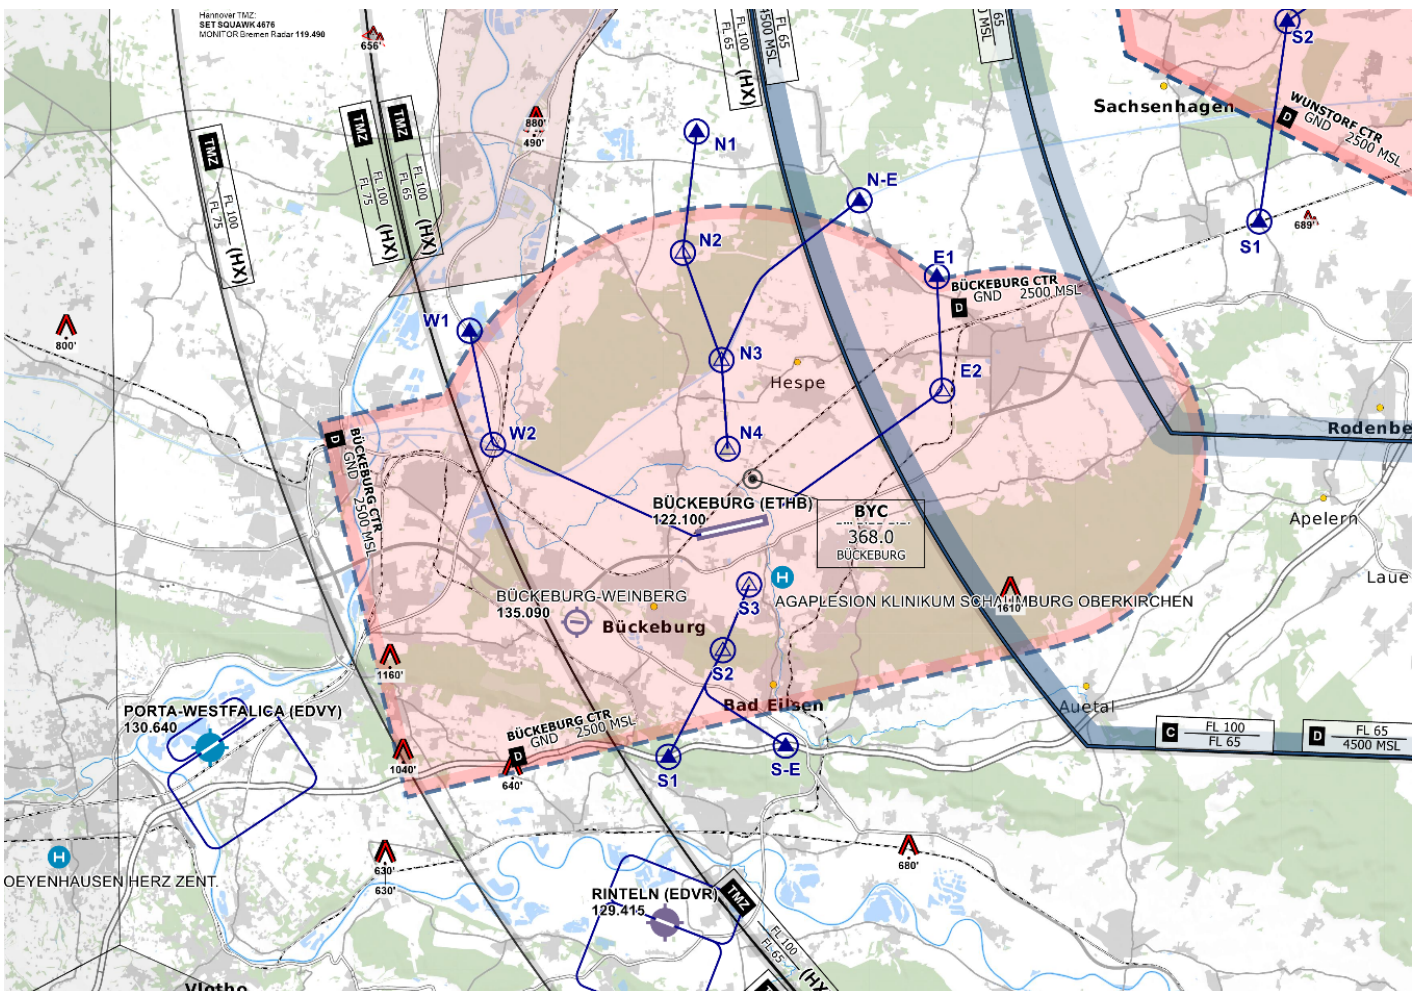 Hannover TMZ:
SET SQUAWK 4676
MONITOR Bremen Radar 119.490
656'
FL 100
FL 65
(HX)
FL 65
4500 MSL
65
MSL
S2
Sachsenhagen
WUNSTORF CTR
D
GND 2500 MSL
880'
490'
TMZ
FL 100
FL 75
(HX)
TMZ
FL 100
FL 75
TMZ
FL 100
FL 65
(HX)
N1
N-E
N2
S1
689'
E1
BÜCKEBURG CTR
D
GND 2500 MSL
W1
800'
N3
Hespe
E2
W2
N4
Rodenbe
D
BÜCKEBURG CTR
GND 2500 MSL
BÜCKEBURG (ETHB)
122.100
BYC
368.0
BÜCKEBURG
Apelern
Laue
BÜCKEBURG-WEINBERG
135.090
Bückeburg
S3
H
AGAPLESION KLINIKUM SCHAUMBURG OBERKIRCHEN
1610'
1160'
S2
Bad Eilsen
Auetal
PORTA-WESTFALICA (EDVY)
130.640
BÜCKEBURG CTR
D
GND 2500 MSL
1040'
640'
S1
S-E
C
FL 100
FL 65
D
FL 65
4500 MSL
H
OEYENHAUSEN HERZ ZENT.
630'
630'
680'
RINTELN (EDVR)
129.415
TMZ
FL 100
FL 65
(HX)
Vlotho